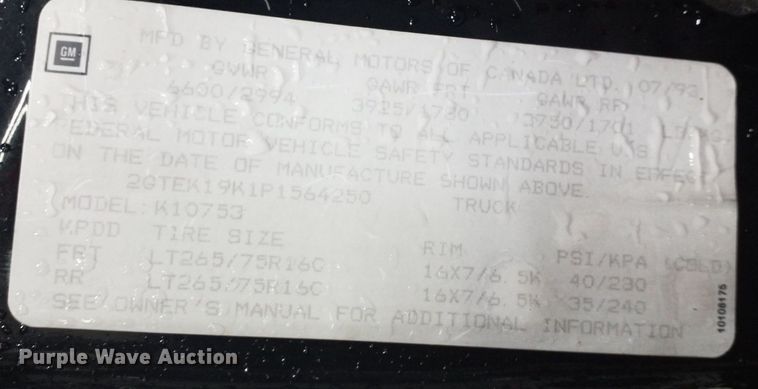 GM
MFD BY GENERAL MOTORS OF CANADA LTD. 07/93
GVWR GAWR FRT GAWR RR
6600/2994 3925/1780 3750/1701 LB/KG
THIS VEHICLE CONFORMS TO ALL APPLICABLE U.S
FEDERAL MOTOR VEHICLE SAFETY STANDARDS IN EFFECT
ON THE DATE OF MANUFACTURE SHOWN ABOVE.
2GTEK19K1P1564250 TRUCK
MODEL: K10753
V.PDD TIRE SIZE RIM PSI/KPA (COLD)
FRT LT265/75R16C 16X7/6.5K 40/230
RR LT265/75R16C 16X7/6.5K 35/240
SEE OWNER'S MANUAL FOR ADDITIONAL INFORMATION
10108175
Purple Wave Auction